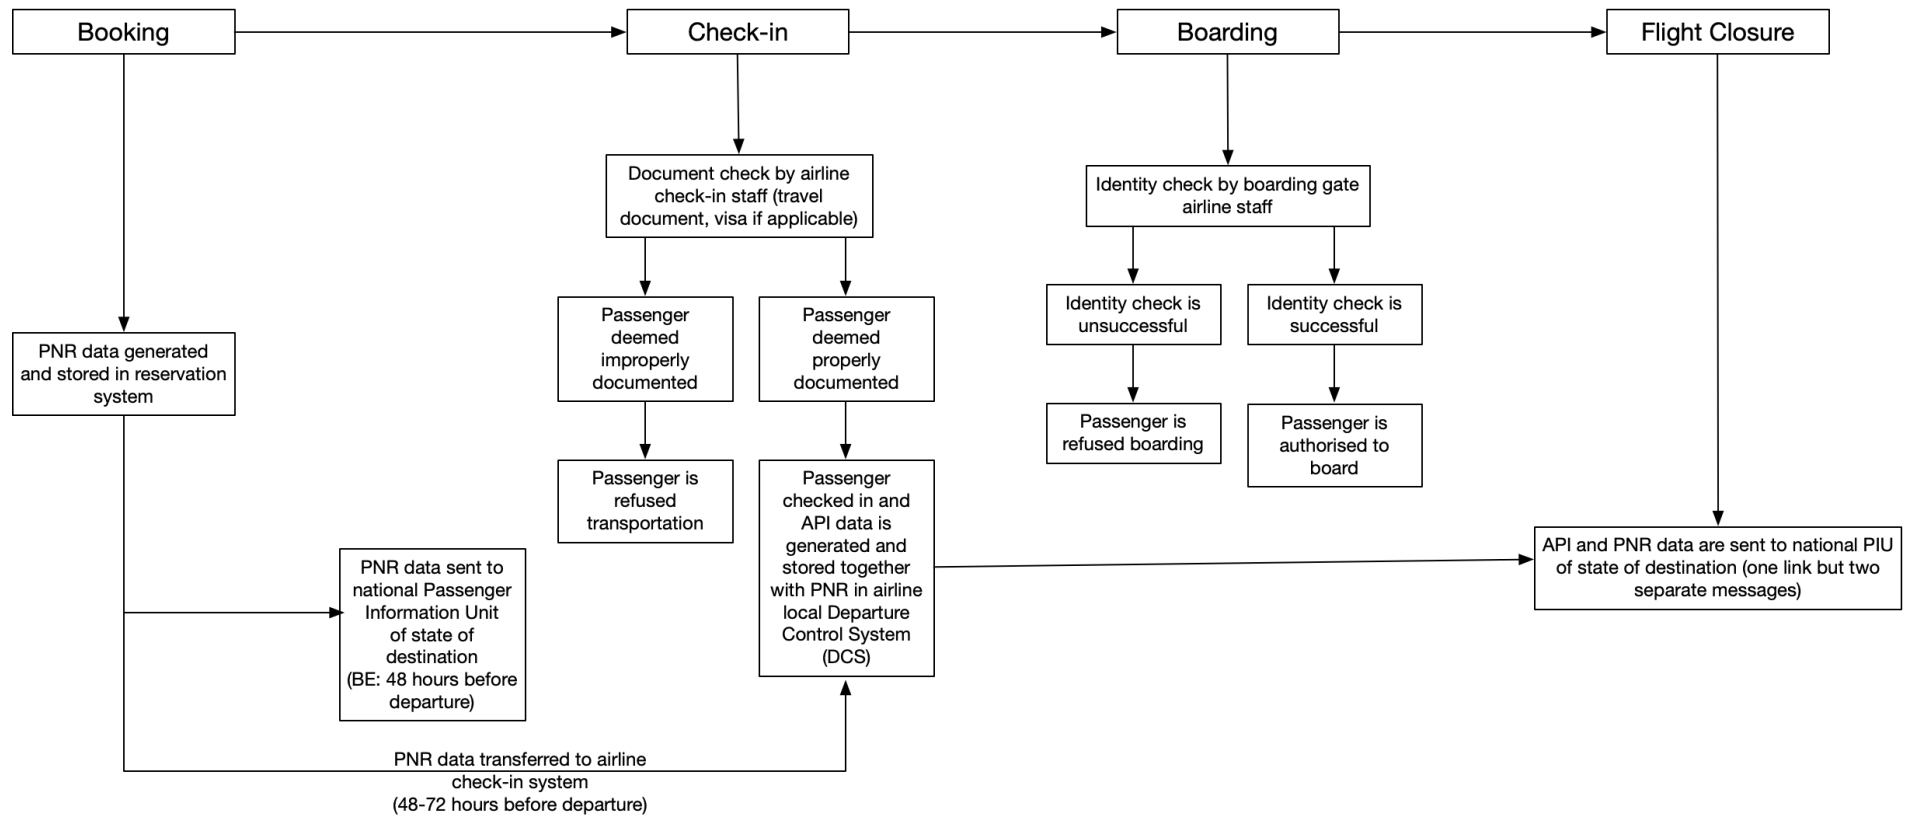 Booking
Check-in
Boarding
Flight Closure
Document check by airline
check-in staff (travel
document, visa if applicable)
Identity check by boarding gate
airline staff
PNR data generated
and stored in reservation
system
Passenger
deemed
improperly
documented
Passenger
deemed
properly
documented
Identity check is
unsuccessful
Identity check is
successful
Passenger is
refused boarding
Passenger is
authorised to
board
Passenger is
refused
transportation
Passenger
checked in and
API data is
generated and
stored together
with PNR in airline
local Departure
Control System
(DCS)
API and PNR data are sent to national PIU
of state of destination (one link but two
separate messages)
PNR data sent to
national Passenger
Information Unit
of state of
destination
(BE: 48 hours before
departure)
PNR data transferred to airline
check-in system
(48-72 hours before departure)